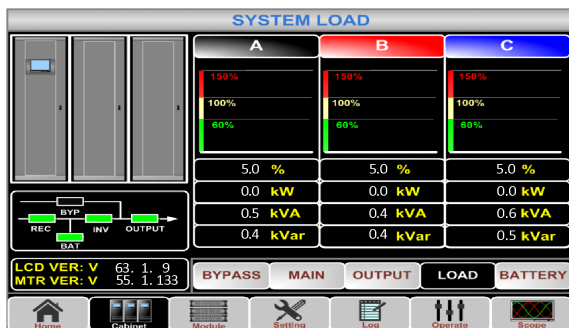 SYSTEM LOAD
A B C
150% 150% 150%
100% 100% 100%
60% 60% 60%
5.0 % 5.0 % 5.0 %
0.0 kW 0.0 kW 0.0 kW
0.5 kVA 0.4 kVA 0.6 kVA
0.4 kVar 0.4 kVar 0.5 kVar
BYP
REC INV OUTPUT
BAT
LCD VER: V 63. 1. 9
MTR VER: V 55. 1.133
BYPASS MAIN OUTPUT LOAD BATTERY
Home Cabinet Module Setting Log Operate Scope